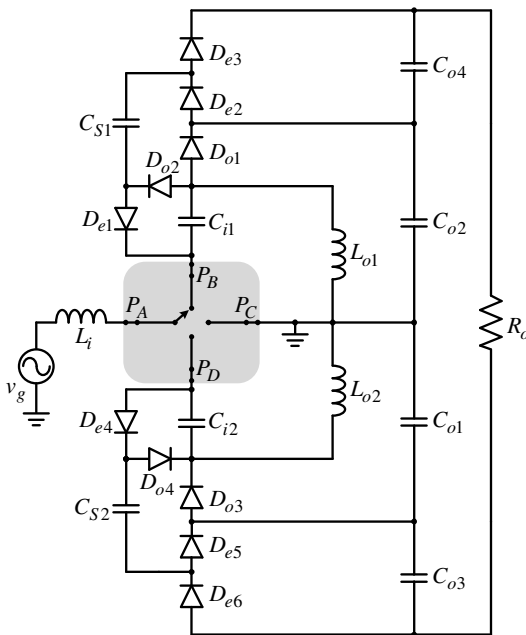 D_{e3}
C_{o4}
D_{e2}
C_{S1}
D_{o1}
D_{o2}
D_{e1}
C_{i1}
C_{o2}
L_{o1}
P_B
P_A
P_C
L_i
R_o
P_D
v_g
L_{o2}
D_{e4}
C_{i2}
C_{o1}
D_{o4}
D_{o3}
C_{S2}
D_{e5}
C_{o3}
D_{e6}